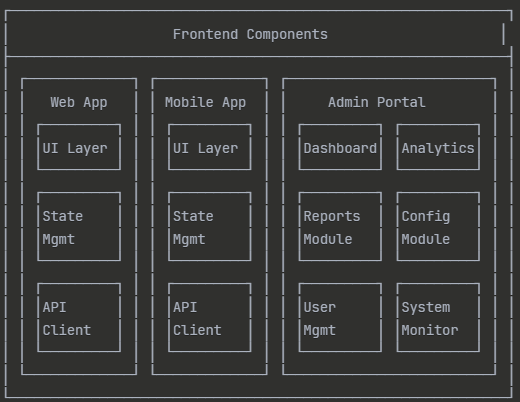 Frontend Components
Web App
UI Layer
State
Mgmt
API
Client
Mobile App
UI Layer
State
Mgmt
API
Client
Admin Portal
Dashboard
Analytics
Reports
Module
Config
Module
User
Mgmt
System
Monitor